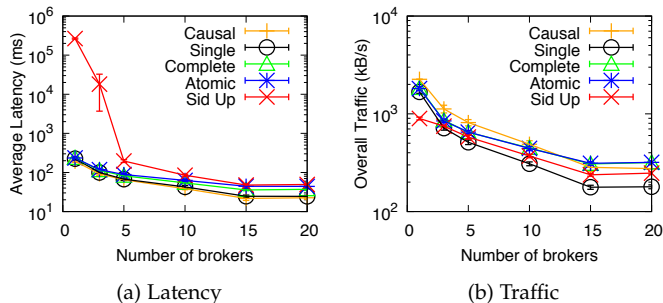 10^6
10^5
10^4
10^3
10^2
10^1
Average Latency (ms)
Causal
Single
Complete
Atomic
Sid Up
0 5 10 15 20
Number of brokers
(a) Latency
10^4
10^3
10^2
Overall Traffic (kB/s)
Causal
Single
Complete
Atomic
Sid Up
0 5 10 15 20
Number of brokers
(b) Traffic